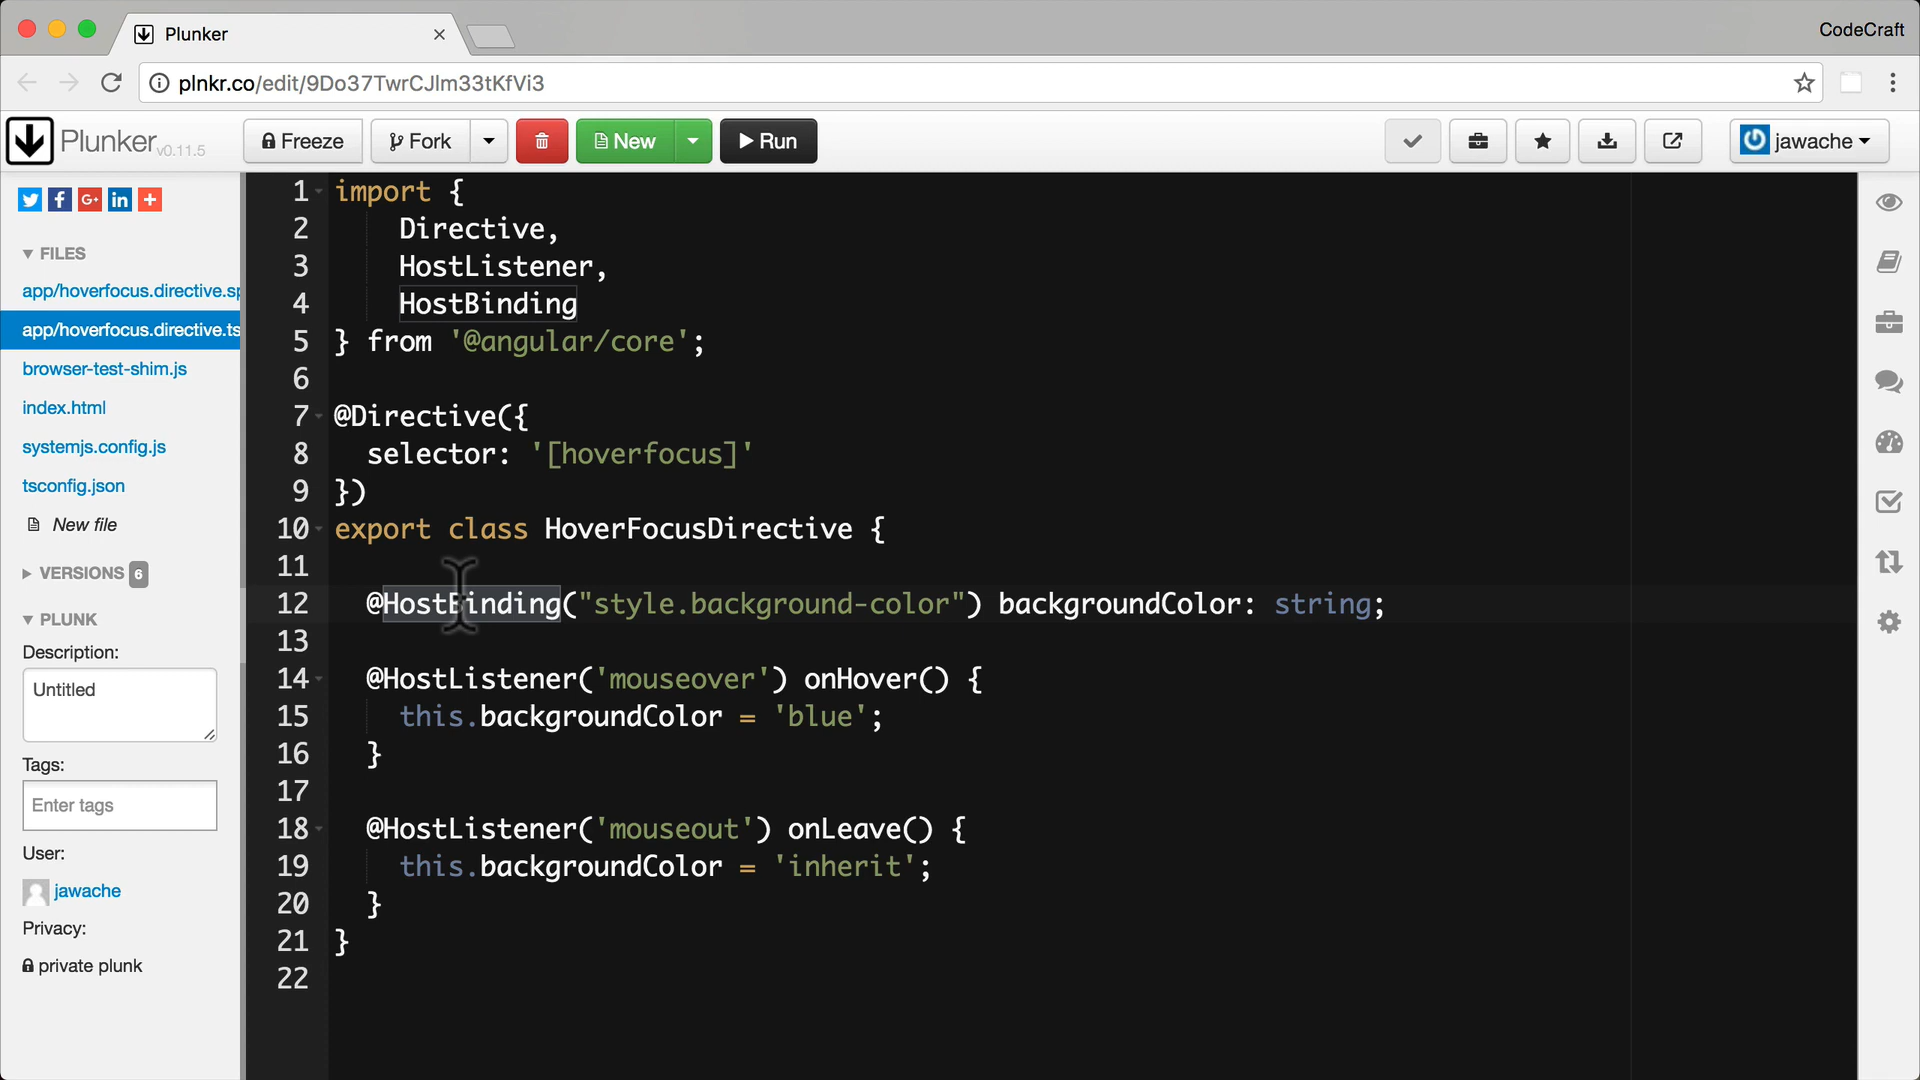 Plunker
CodeCraft
plnkr.co/edit/9Do37TwrCJlm33tKfVi3
Plunker v0.11.5
Freeze
Fork
New
Run
jawache
FILES
app/hoverfocus.directive.sp
app/hoverfocus.directive.ts
browser-test-shim.js
index.html
systemjs.config.js
tsconfig.json
New file
VERSIONS 6
PLUNK
Description:
Untitled
Tags:
Enter tags
User:
jawache
Privacy:
private plunk
1 import {
2 Directive,
3 HostListener,
4 HostBinding
5 } from '@angular/core';
6
7 @Directive({
8 selector: '[hoverfocus]'
9 })
10 export class HoverFocusDirective {
11
12 @HostBinding("style.background-color") backgroundColor: string;
13
14 @HostListener('mouseover') onHover() {
15 this.backgroundColor = 'blue';
16 }
17
18 @HostListener('mouseout') onLeave() {
19 this.backgroundColor = 'inherit';
20 }
21 }
22